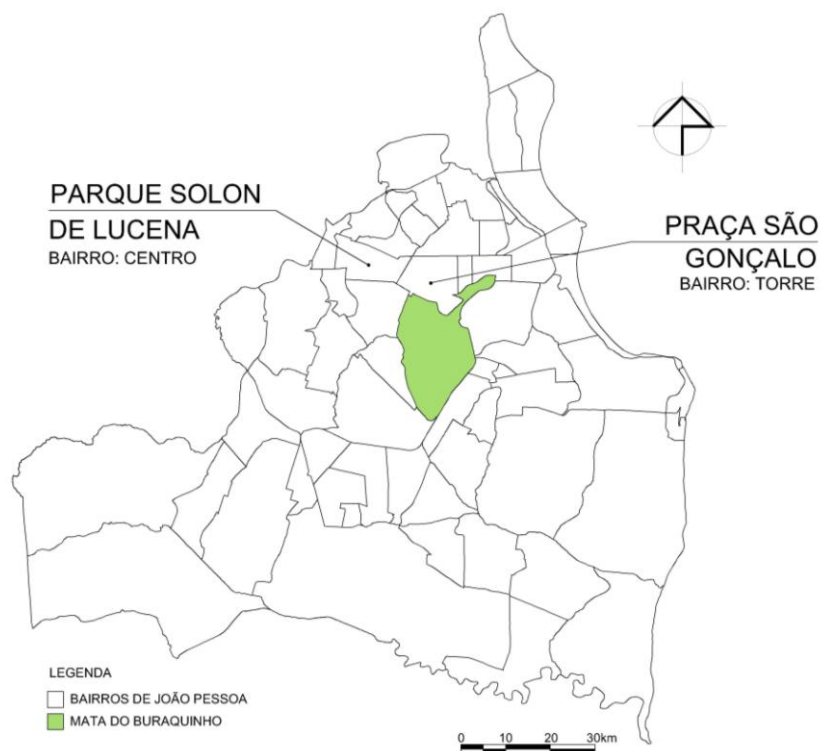 PARQUE SOLON
DE LUCENA
BAIRRO: CENTRO
PRAÇA SÃO
GONÇALO
BAIRRO: TORRE
LEGENDA
BAIRROS DE JOÃO PESSOA
MATA DO BURAQUINHO
0 10 20 30km